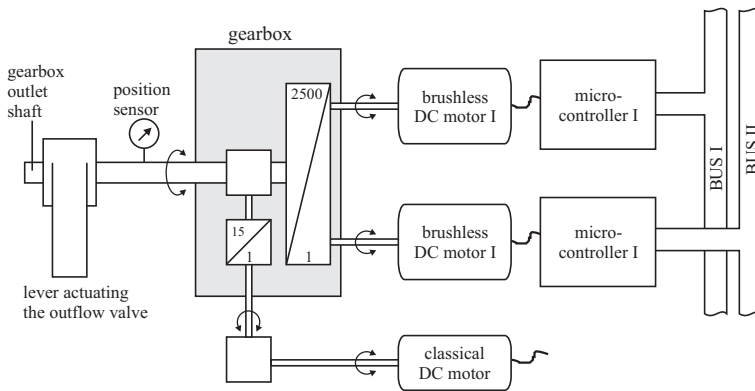 gearbox
gearbox
outlet
shaft
position
sensor
2500
1
15
1
brushless
DC motor I
micro-
controller I
brushless
DC motor I
micro-
controller I
BUS I
BUS II
lever actuating
the outflow valve
classical
DC motor